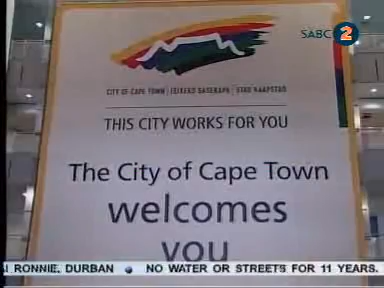 SABC 2
CITY OF CAPE TOWN | ISIXEKO SASEKAPA | STAD KAAPSTAD
THIS CITY WORKS FOR YOU
The City of Cape Town
welcomes
you
RONNIE, DURBAN • NO WATER OR STREETS FOR 11 YEARS.